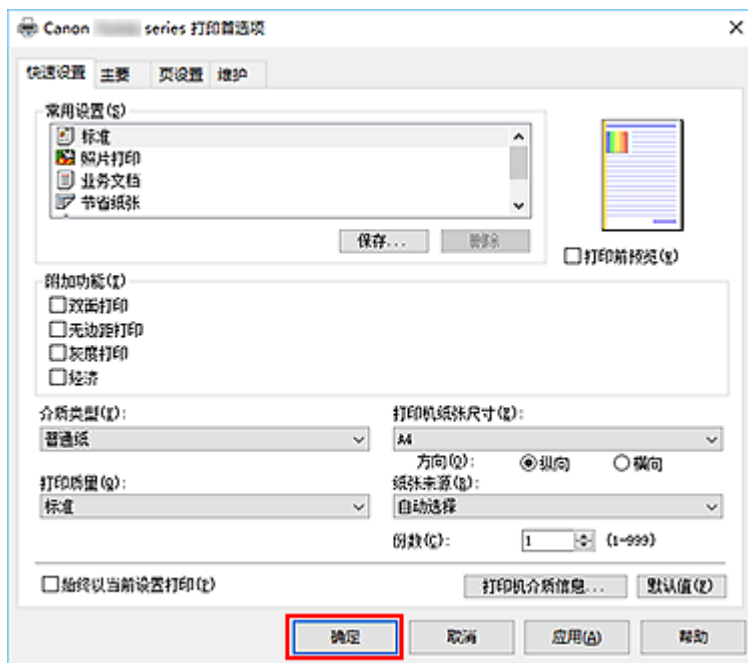 Canon series 打印首选项
快速设置 主要 页设置 维护
常用设置(S)
标准
照片打印
业务文档
节省纸张
保存... 删除
打印前预览(W)
附加功能(I)
双面打印
无边距打印
灰度打印
经济
介质类型(Y):
普通纸
打印机纸张尺寸(Z):
A4
方向(O): 纵向 横向
打印质量(Q):
标准
纸张来源(B):
自动选择
份数(C): 1 (1-999)
始终以当前设置打印(P)
打印机介质信息... 默认值(F)
确定 取消 应用(A) 帮助